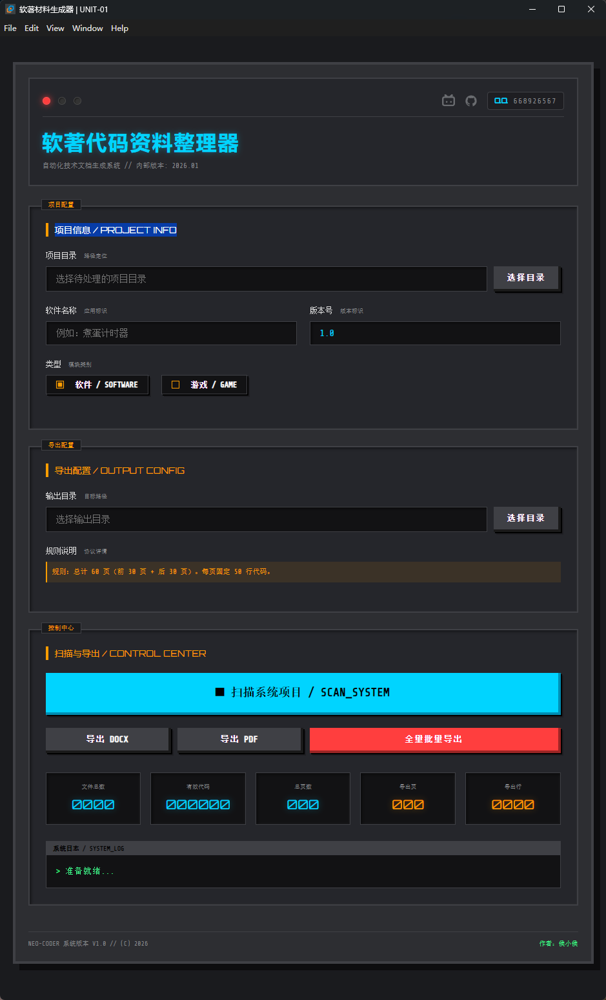 软著材料生成器 | UNIT-01
File Edit View Window Help
QQ 668926567
软著代码资料整理器
自动化技术文档生成系统 // 内部版本: 2026.01
项目配置
项目信息 / PROJECT INFO
项目目录 路径定位
选择待处理的项目目录 选择目录
软件名称 应用标识 版本号 版本标识
例如：煮蛋计时器 1.0
类型 模块类别
软件 / SOFTWARE 游戏 / GAME
导出配置
导出配置 / OUTPUT CONFIG
输出目录 目标路径
选择输出目录 选择目录
规则说明 协议详情
规则：总计 60 页（前 30 页 + 后 30 页）。每页固定 50 行代码。
控制中心
扫描与导出 / CONTROL CENTER
■ 扫描系统项目 / SCAN_SYSTEM
导出 DOCX 导出 PDF 全量批量导出
文件总数 有效代码 总页数 导出页 导出行
0000 000000 000 000 0000
系统日志 / SYSTEM_LOG
> 准备就绪...
NEO-CODER 系统版本 V1.0 // (C) 2026 作者：侯小侯